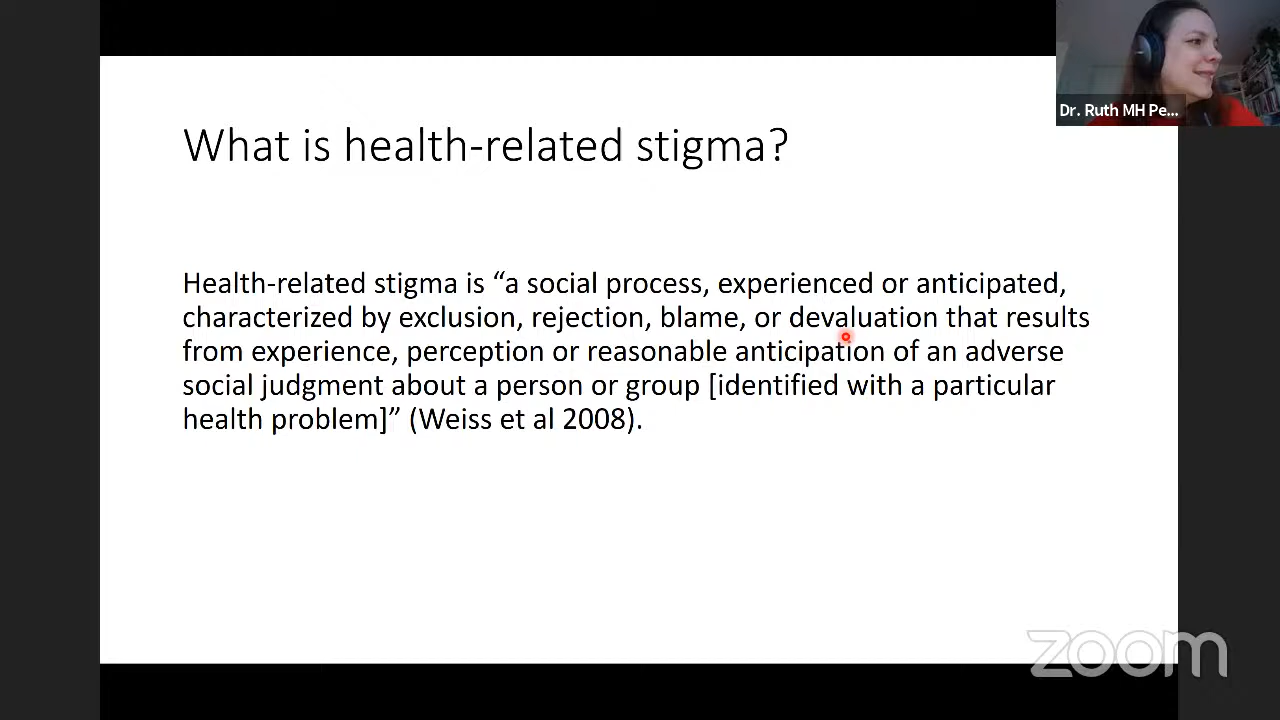 What is health-related stigma?
Health-related stigma is “a social process, experienced or anticipated,
characterized by exclusion, rejection, blame, or devaluation that results
from experience, perception or reasonable anticipation of an adverse
social judgment about a person or group [identified with a particular
health problem]” (Weiss et al 2008).
Dr. Ruth MH Pe...
zoom